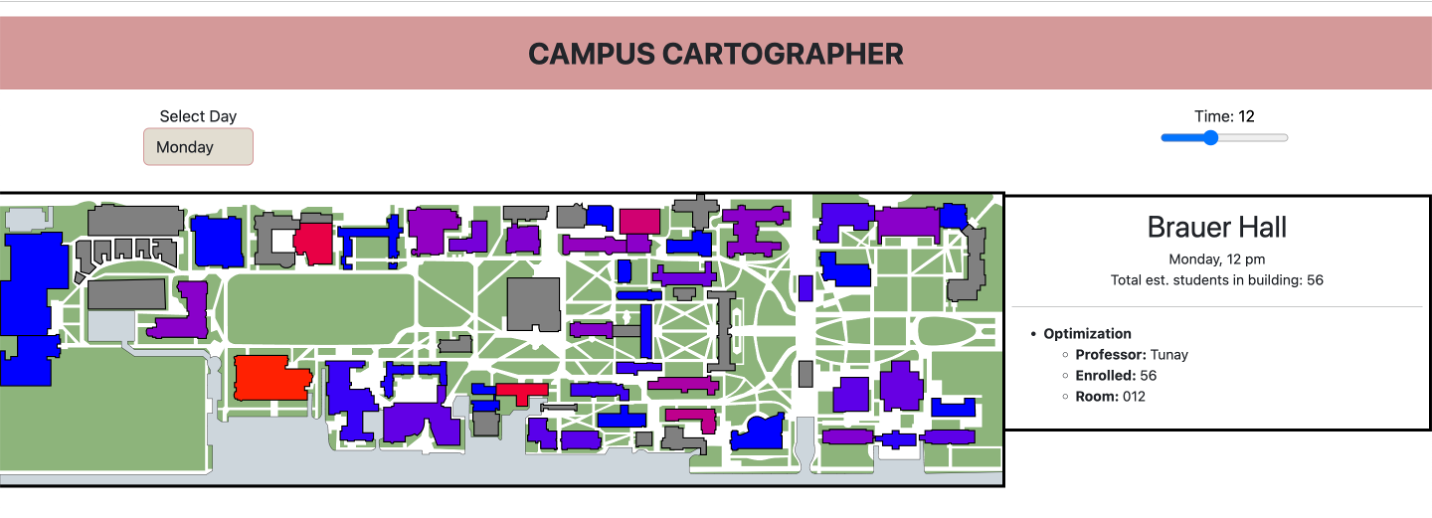 CAMPUS CARTOGRAPHER
Select Day
Monday
Time: 12
Brauer Hall
Monday, 12 pm
Total est. students in building: 56
• Optimization
○ Professor: Tunay
○ Enrolled: 56
○ Room: 012